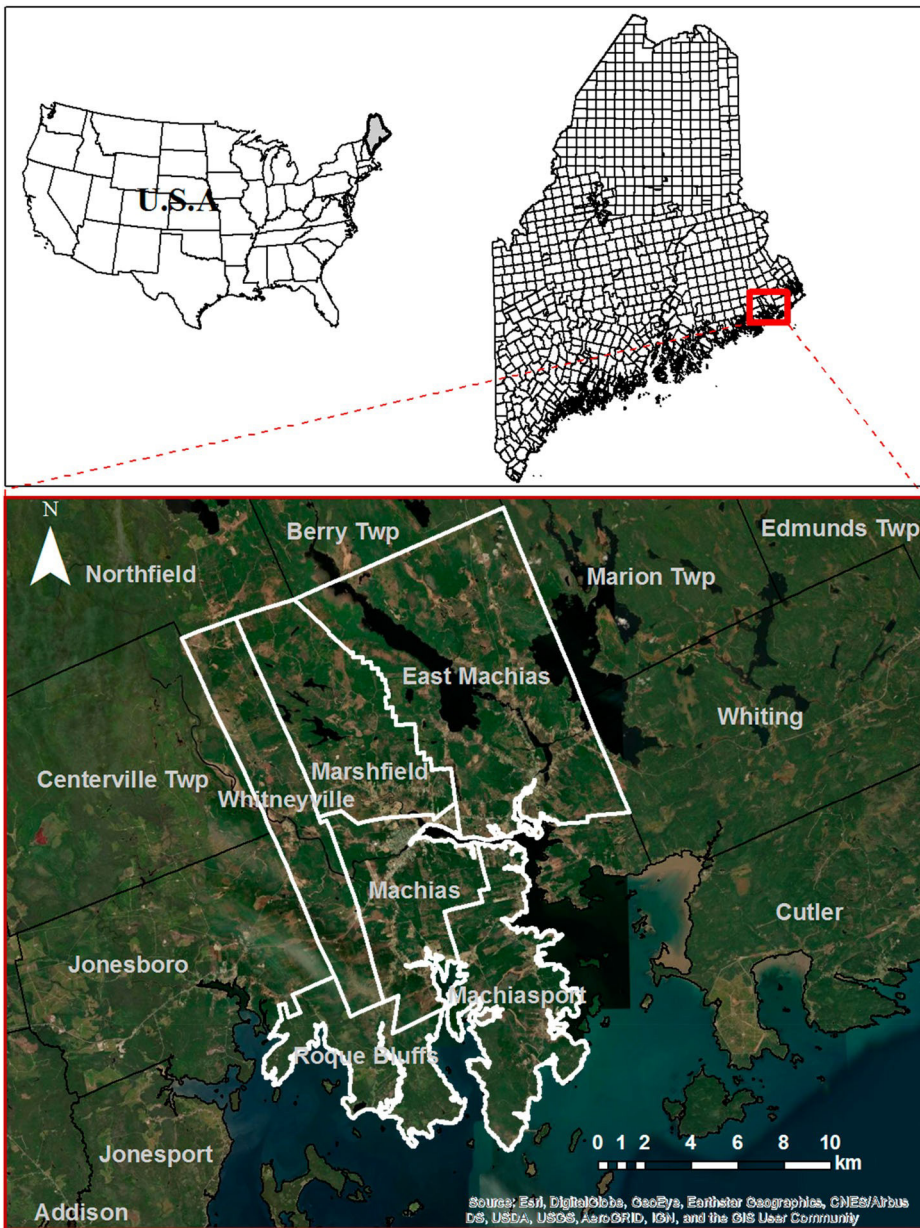 U.S.A
N
Berry Twp
Edmunds Twp
Northfield
Marion Twp
East Machias
Whiting
Centerville Twp
Marshfield
Whitneyville
Machias
Cutler
Jonesboro
Machiasport
Roque Bluffs
Jonesport
0 1 2 4 6 8 10
km
Addison
Source: Esri, DigitalGlobe, GeoEye, Earthstar Geographics, CNES/Airbus
DS, USDA, USGS, AeroGRID, IGN, and the GIS User Community